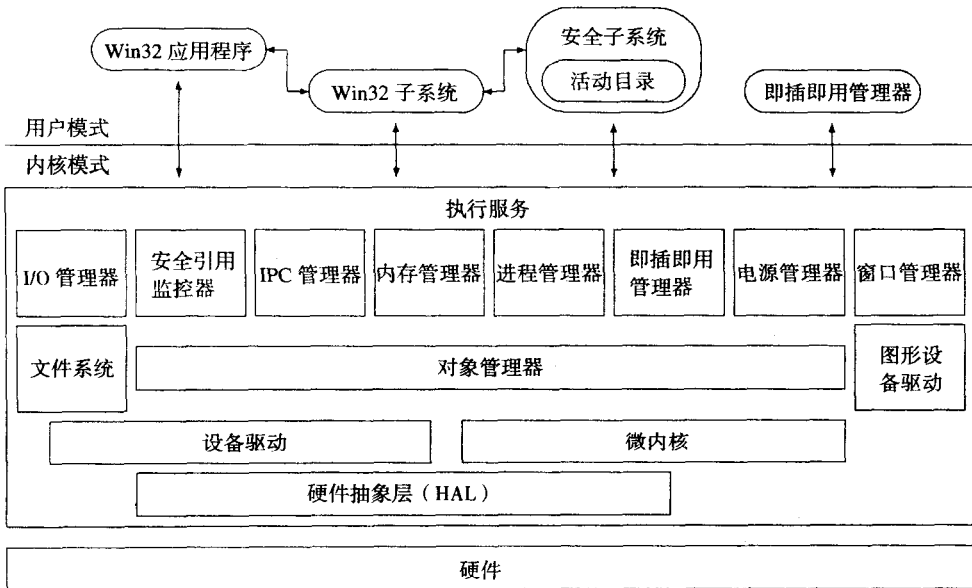 安全子系统
Win32 应用程序
Win32 子系统
活动目录
即插即用管理器
用户模式
内核模式
执行服务
I/O 管理器
安全引用
监控器
IPC 管理器
内存管理器
进程管理器
即插即用
管理器
电源管理器
窗口管理器
文件系统
对象管理器
图形设
备驱动
设备驱动
微内核
硬件抽象层（HAL）
硬件